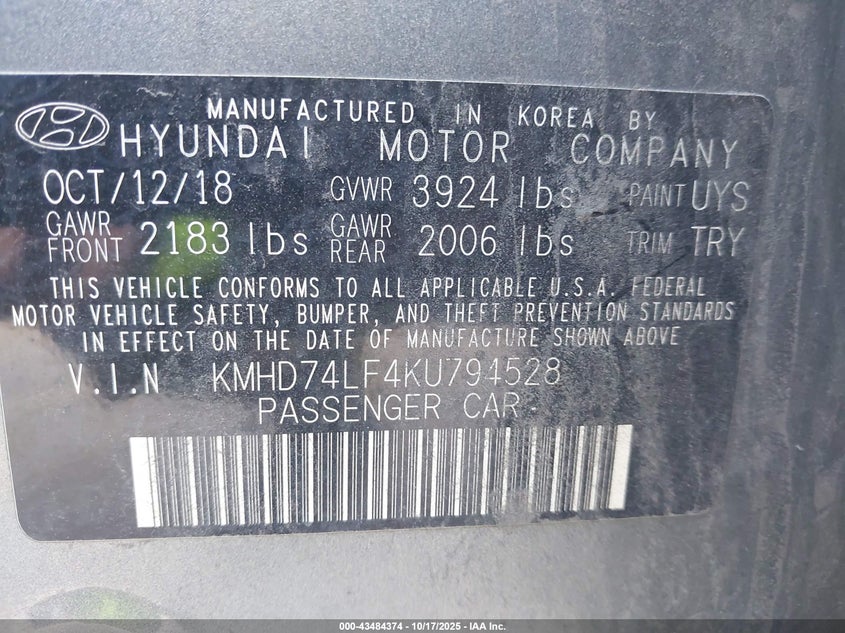 MANUFACTURED IN KOREA BY
HYUNDAI MOTOR COMPANY
OCT/12/18 GVWR 3924 lbs PAINT UYS
GAWR FRONT 2183 lbs GAWR REAR 2006 lbs TRIM TRY
THIS VEHICLE CONFORMS TO ALL APPLICABLE U.S.A. FEDERAL
MOTOR VEHICLE SAFETY, BUMPER, AND THEFT PREVENTION STANDARDS
IN EFFECT ON THE DATE OF MANUFACTURE SHOWN ABOVE
V.I.N KMHD74LF4KU794528
PASSENGER CAR
000-43484374 | 10/17/2025 | IAA Inc.